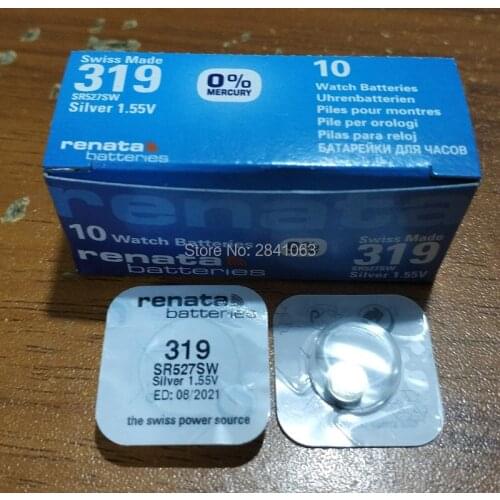 Swiss Made
319
SR527SW
Silver 1.55V
renata
batteries
0%
MERCURY
10
Watch Batteries
Uhrenbatterien
Piles pour montres
Pile per orologi
Pilas para reloj
БАТАРЕЙКИ ДЛЯ ЧАСОВ
renata
10 Watch Batteries
renata
batteries
Swiss Made
319
SR527SW
Silver 1.55V
Shop Store No: 2841063
renata
batteries
319
SR527SW
Silver 1.55V
ED: 08/2021
the swiss power source